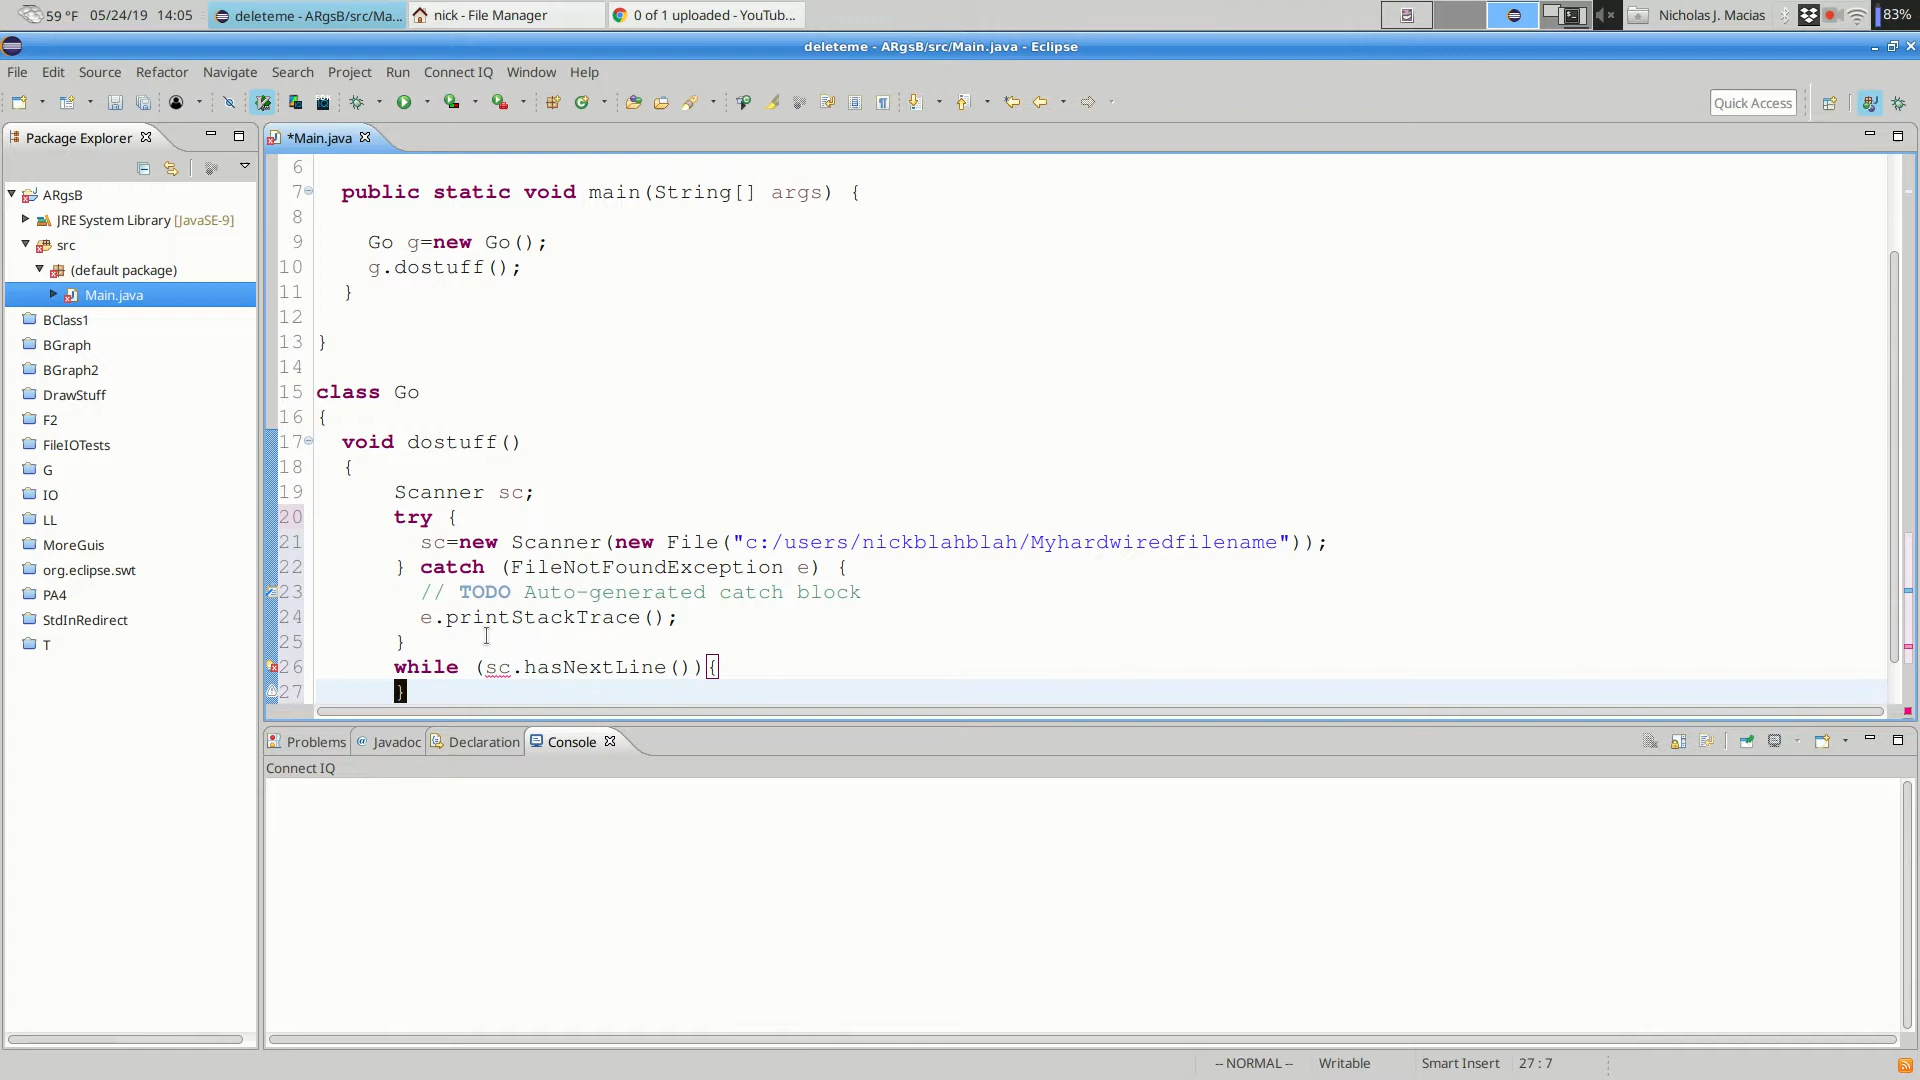 59 °F 05/24/19 14:05 deleteme - ARgsB/src/Ma... nick - File Manager 0 of 1 uploaded - YouTub... Nicholas J. Macias 83%
deleteme - ARgsB/src/Main.java - Eclipse
File Edit Source Refactor Navigate Search Project Run Connect IQ Window Help
Quick Access
Package Explorer
ARgsB
JRE System Library [JavaSE-9]
src
(default package)
Main.java
BClass1
BGraph
BGraph2
DrawStuff
F2
FileIOTests
G
IO
LL
MoreGuis
org.eclipse.swt
PA4
StdInRedirect
T
*Main.java
6
7 public static void main(String[] args) {
8
9 Go g=new Go();
10 g.dostuff();
11 }
12
13 }
14
15 class Go
16 {
17 void dostuff()
18 {
19 Scanner sc;
20 try {
21 sc=new Scanner(new File("c:/users/nickblahblah/Myhardwiredfilename"));
22 } catch (FileNotFoundException e) {
23 // TODO Auto-generated catch block
24 e.printStackTrace();
25 }
26 while (sc.hasNextLine()){
27 }
Problems Javadoc Declaration Console
Connect IQ
-- NORMAL -- Writable Smart Insert 27 : 7